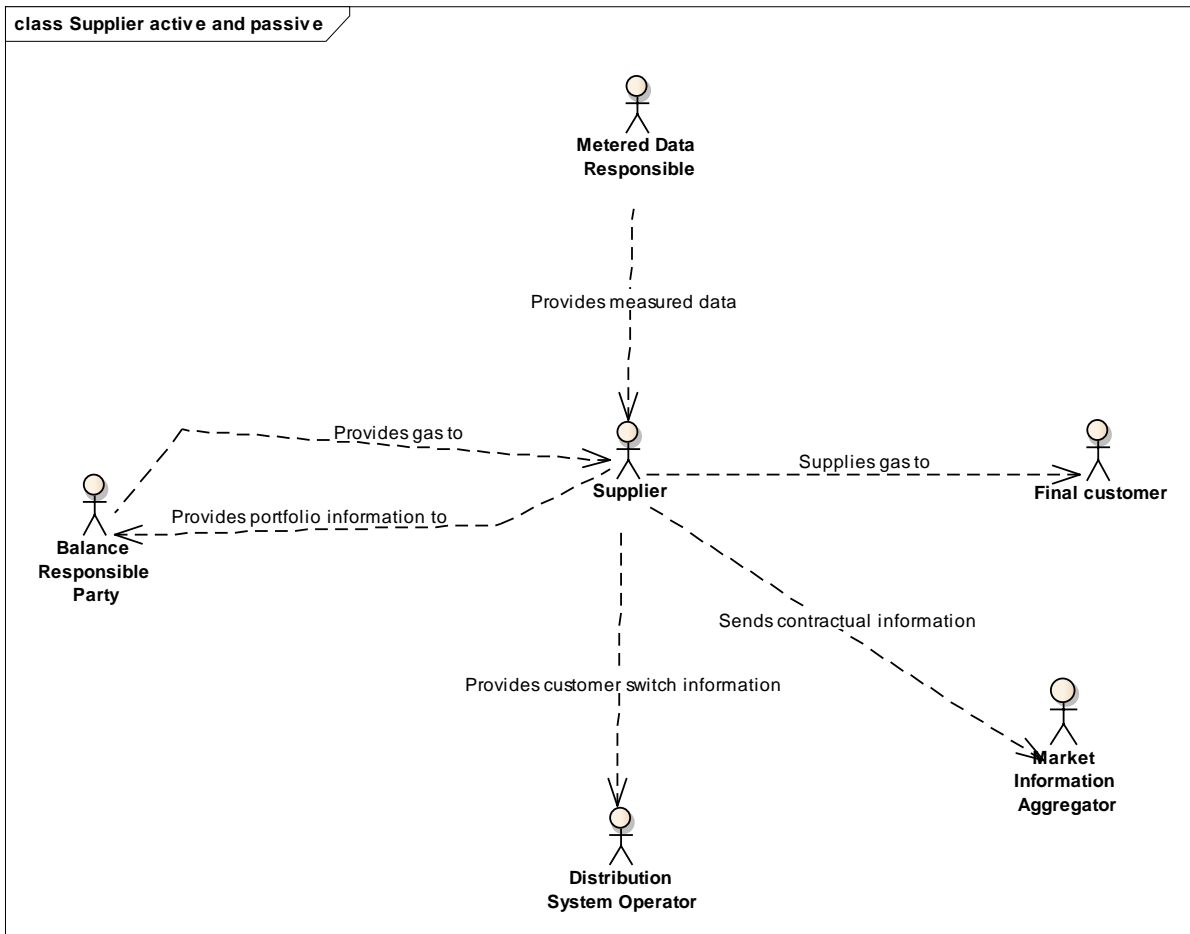 class Supplier active and passive
Metered Data
Responsible
Provides measured data
Provides gas to
Supplies gas to
Supplier
Final customer
Provides portfolio information to
Balance
Responsible
Party
Sends contractual information
Provides customer switch information
Market
Information
Aggregator
Distribution
System Operator